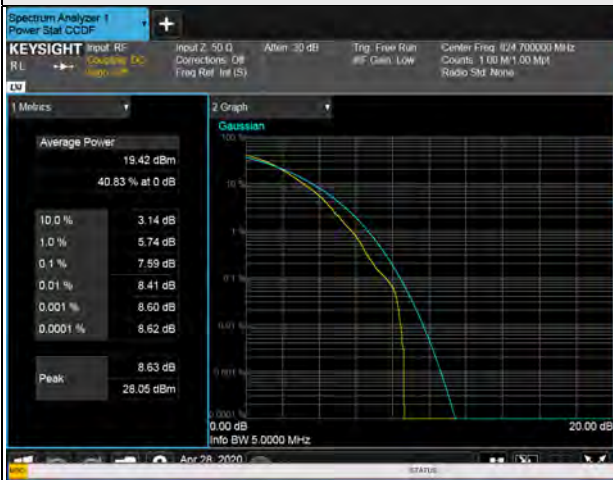 Spectrum Analyzer 1
Power Stat CCDF
+
KEYSIGHT Input: RF
Input Z: 50 Ω
Atten: 30 dB
Trig: Free Run
Center Freq: 824.700000 MHz
RL
Coupling: DC
Corrections: Off
#IF Gain: Low
Counts: 1.00 M/1.00 Mpt
Align: Off
Freq Ref: Int (S)
Radio Std: None
LW
1 Metrics
2 Graph
Gaussian
Average Power
19.42 dBm
40.83 % at 0 dB
10.0 % 3.14 dB
1.0 % 5.74 dB
0.1 % 7.59 dB
0.01 % 8.41 dB
0.001 % 8.60 dB
0.0001 % 8.62 dB
Peak
8.63 dB
28.05 dBm
100 %
10 %
1 %
0.1 %
0.01 %
0.001 %
0.0001 %
0.00 dB
20.00 dB
Info BW 5.0000 MHz
Apr 28, 2020
MSG
STATUS